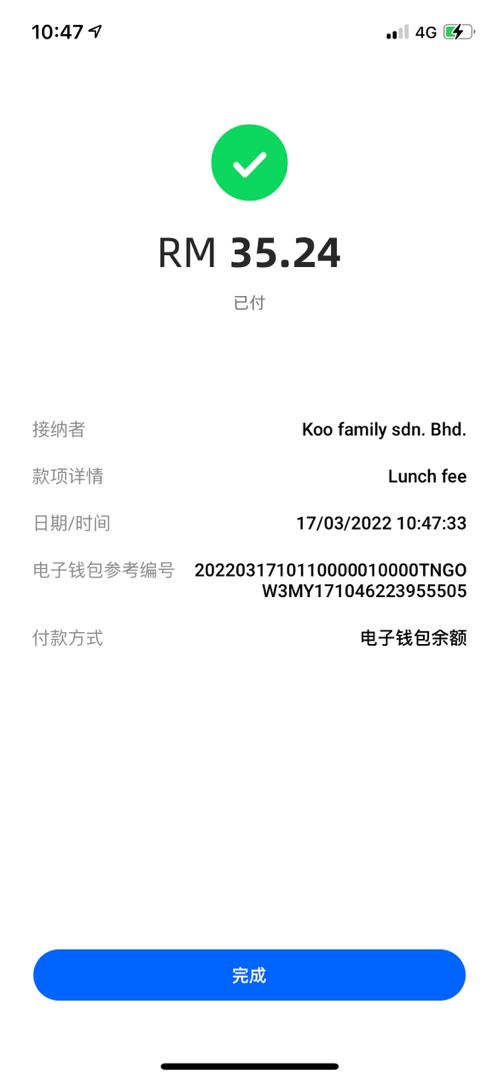 10:47
4G
RM 35.24
已付
接纳者 Koo family sdn. Bhd.
款项详情 Lunch fee
日期/时间 17/03/2022 10:47:33
电子钱包参考编号 2022031710110000010000TNGO
W3MY171046223955505
付款方式 电子钱包余额
完成